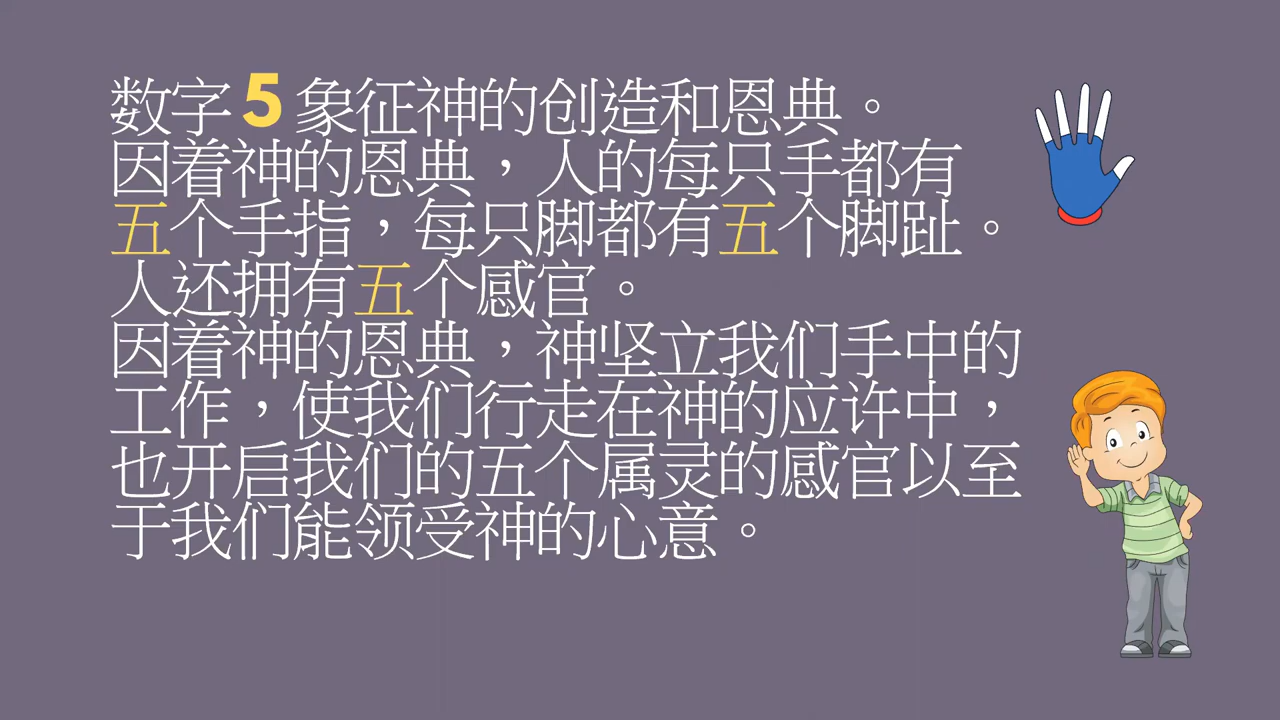 数字5象征神的创造和恩典。
因着神的恩典，人的每只手都有
五个手指，每只脚都有五个脚趾。
人还拥有五个感官。
因着神的恩典，神坚立我们手中的
工作，使我们行走在神的应许中，
也开启我们的五个属灵的感官以至
于我们能领受神的心意。